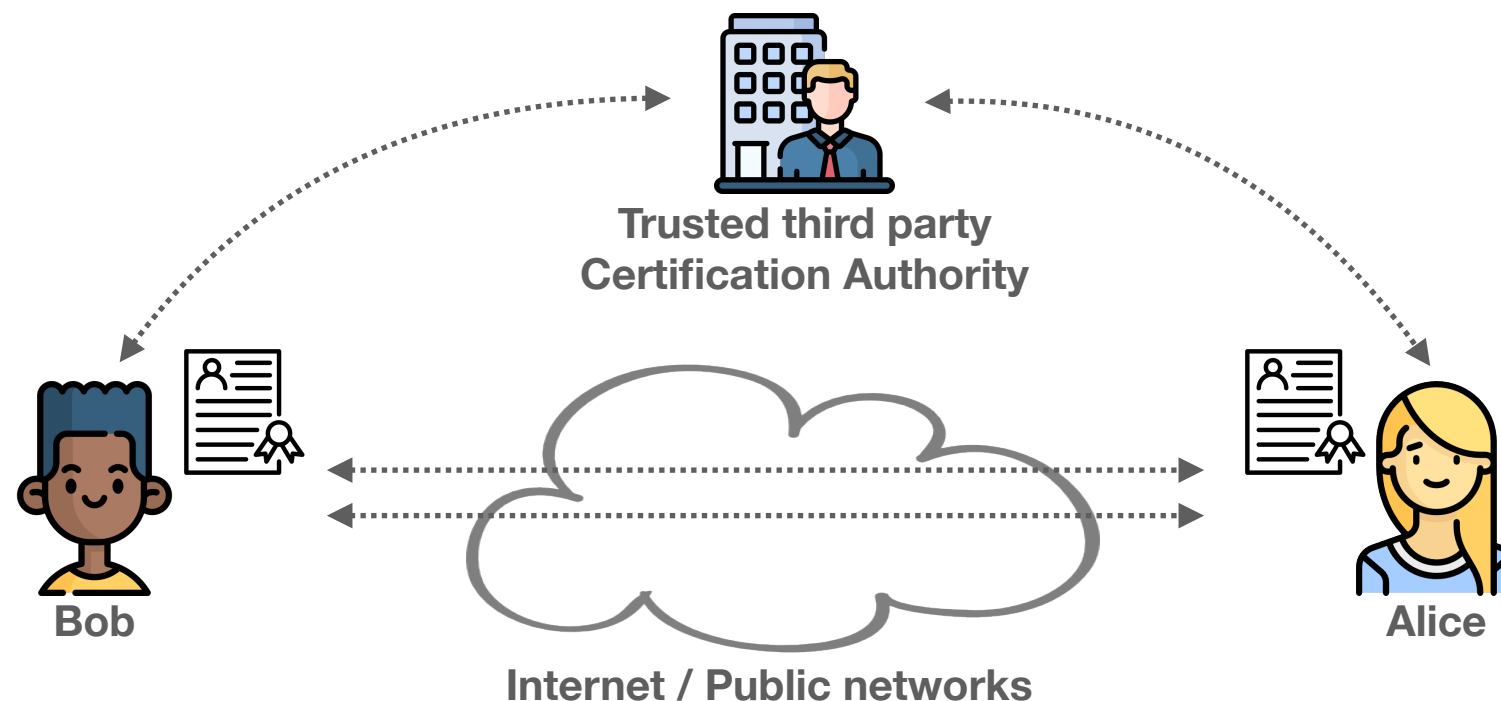 Trusted third party
Certification Authority
Bob
Alice
Internet / Public networks